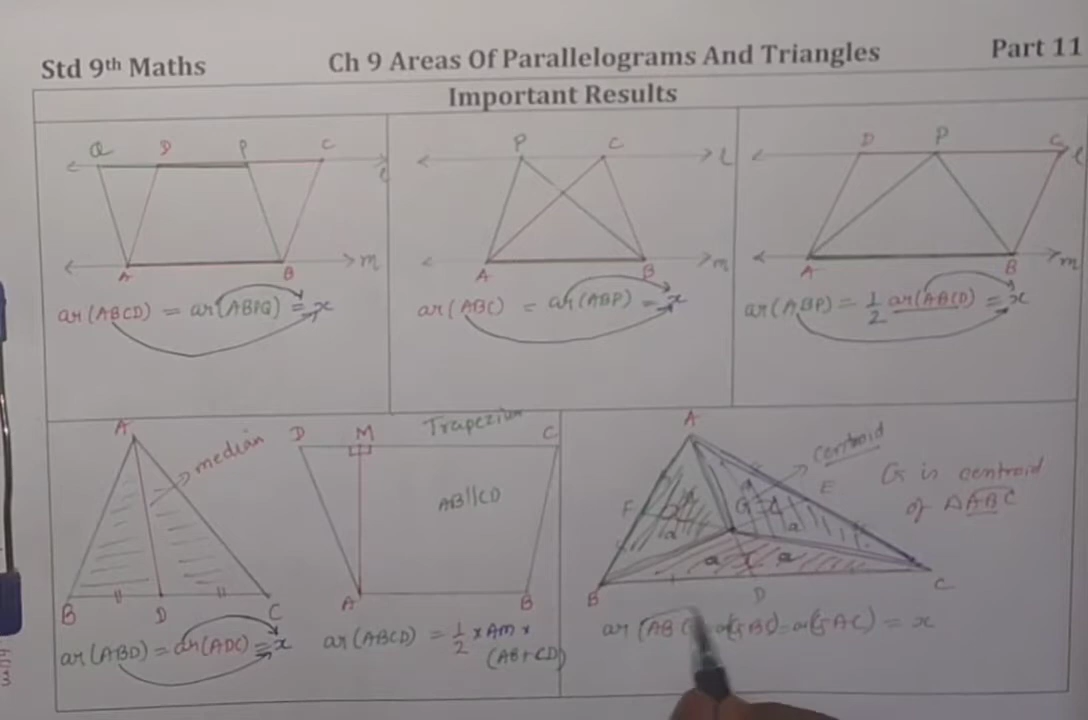 Std 9th Maths Ch 9 Areas Of Parallelograms And Triangles Part 11
Important Results
Q D P C l
A B m
ar(ABCD) = ar(ABPQ) = x
P C l
A B m
ar(ABC) = ar(ABP) = x
D P C l
A B m
ar(ABP) = 1/2 ar(ABCD) = x
A median
B D C
ar(ABD) = ar(ADC) = x
D M Trapezium C
AB||CD
A B
ar(ABCD) = 1/2 × AM ×
(AB+CD)
A centroid
F G E
a a a a
B D C
G is centroid
of △ABC
= x